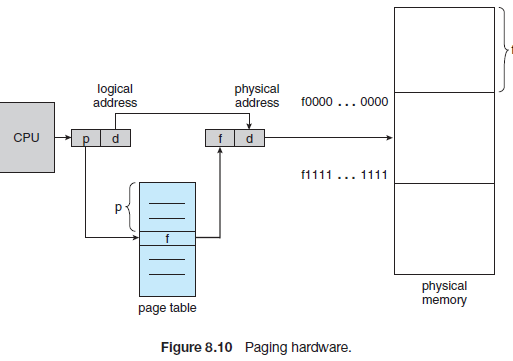 logical
address
physical
address
f0000 ... 0000
f
CPU
p
d
f
d
f1111 ... 1111
p
f
page table
physical
memory
Figure 8.10 Paging hardware.